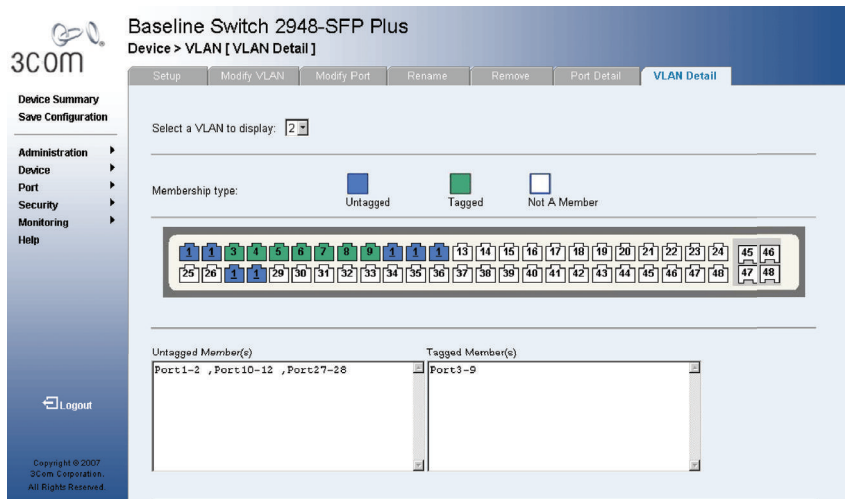 3COM
Baseline Switch 2948-SFP Plus
Device > VLAN [ VLAN Detail ]
Setup Modify VLAN Modify Port Rename Remove Port Detail VLAN Detail
Device Summary
Save Configuration
Administration
Device
Port
Security
Monitoring
Help
Logout
Copyright © 2007
3Com Corporation.
All Rights Reserved.
Select a VLAN to display: 2
Membership type:
Untagged Tagged Not A Member
1 1 3 4 5 6 7 8 9 1 1 1 13 14 15 16 17 18 19 20 21 22 23 24 45 46
25 26 1 1 29 30 31 32 33 34 35 36 37 38 39 40 41 42 43 44 45 46 47 48 47 48
Untagged Member(s) Tagged Member(s)
Port1-2 ,Port10-12 ,Port27-28 Port3-9